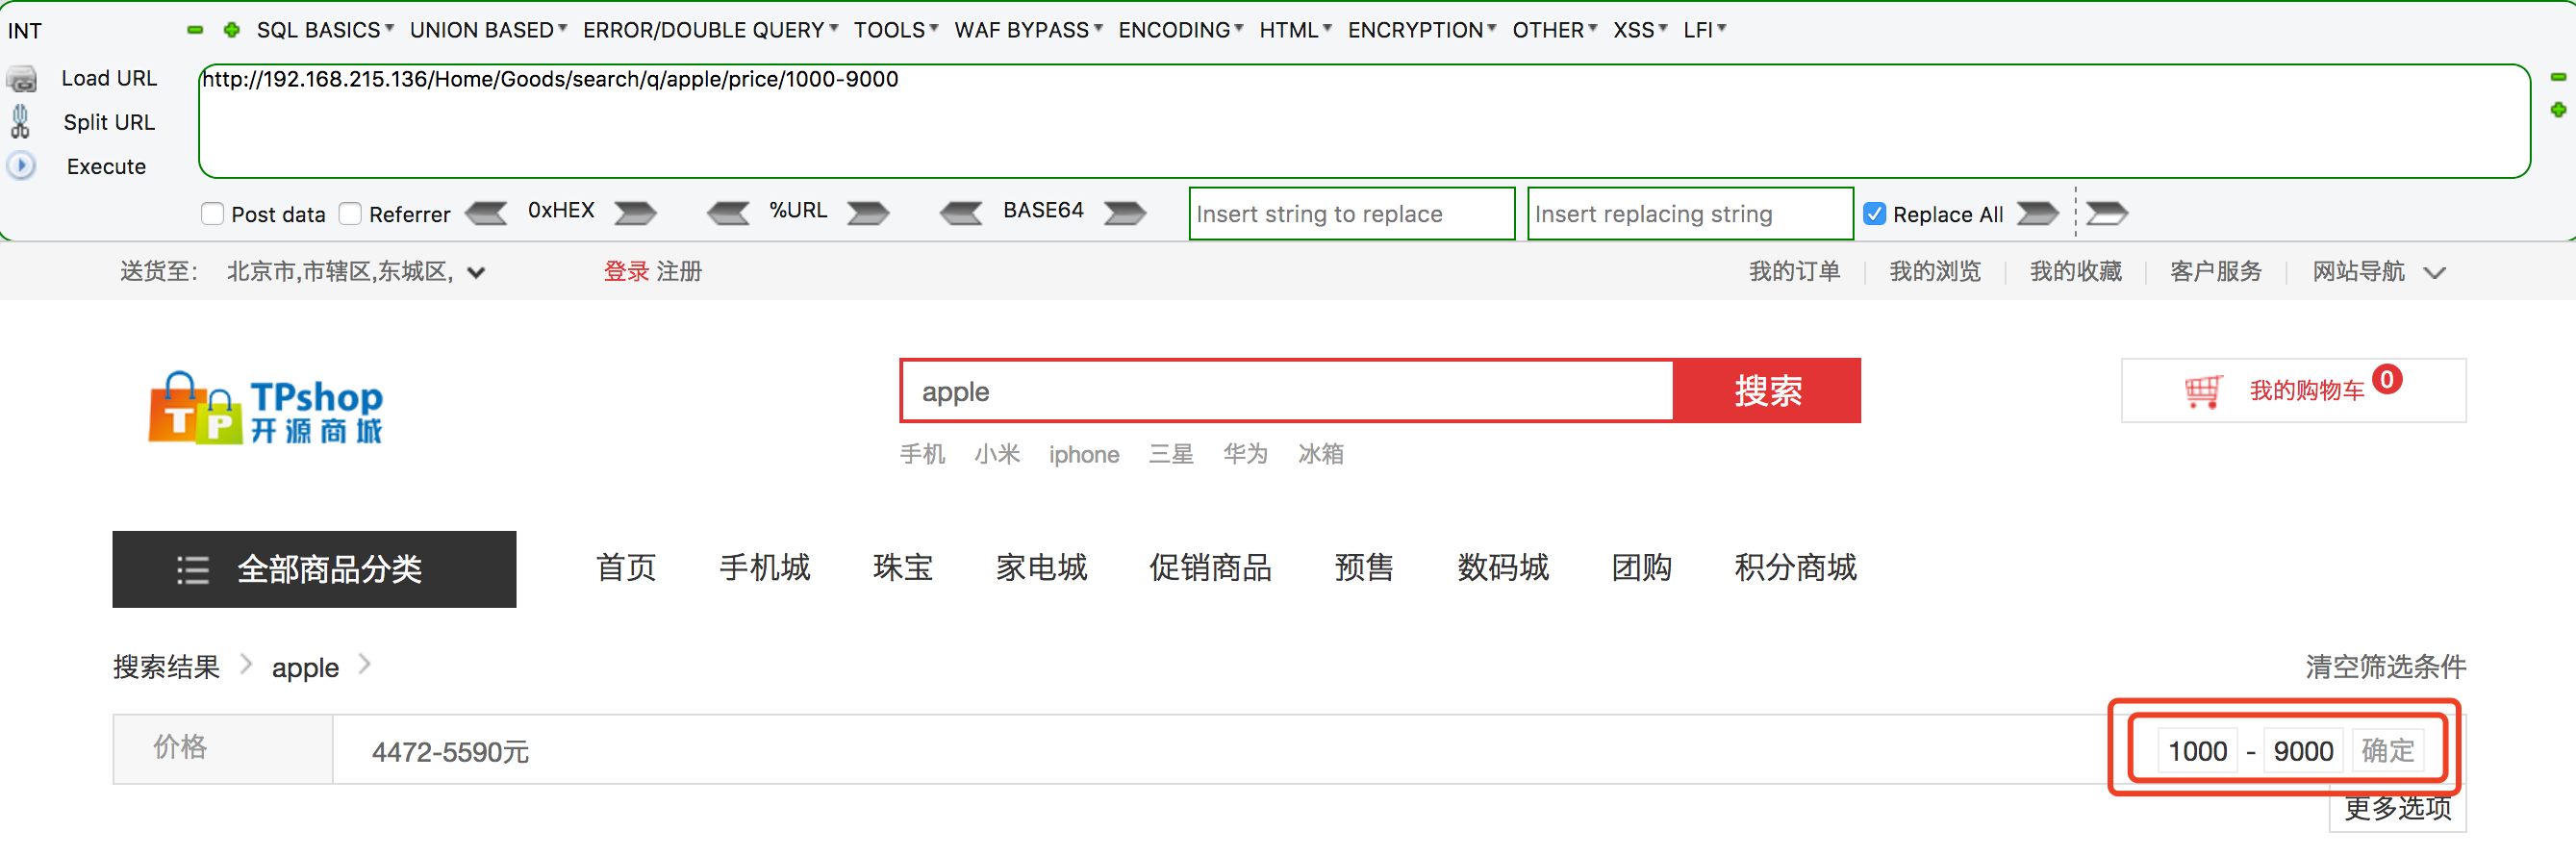 INT
SQL BASICS UNION BASED ERROR/DOUBLE QUERY TOOLS WAF BYPASS ENCODING HTML ENCRYPTION OTHER XSS LFI
Load URL
http://192.168.215.136/Home/Goods/search/q/apple/price/1000-9000
Split URL
Execute
Post data Referrer 0xHEX %URL BASE64 Insert string to replace Insert replacing string Replace All
送货至： 北京市,市辖区,东城区, 登录 注册 我的订单 我的浏览 我的收藏 客户服务 网站导航
TP TPshop
开源商城
apple 搜索
我的购物车 0
手机 小米 iphone 三星 华为 冰箱
全部商品分类 首页 手机城 珠宝 家电城 促销商品 预售 数码城 团购 积分商城
搜索结果 apple 清空筛选条件
价格 4472-5590元 1000 - 9000 确定
更多选项